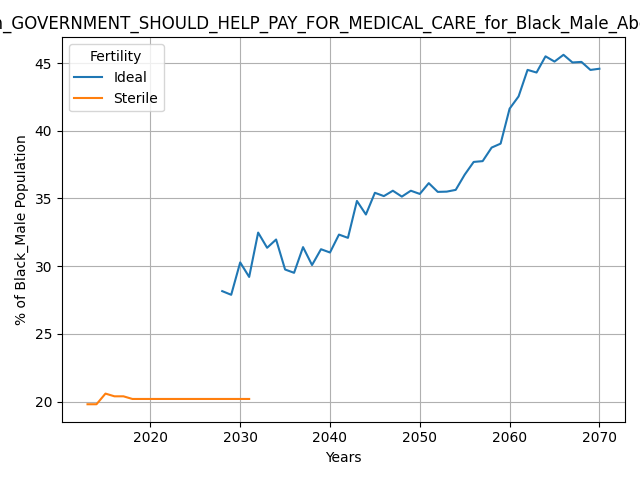 GOVERNMENT_SHOULD_HELP_PAY_FOR_MEDICAL_CARE_for_Black_Male_Ab
Fertility
Ideal
Sterile
% of Black_Male Population
45
40
35
30
25
20
2020 2030 2040 2050 2060 2070
Years